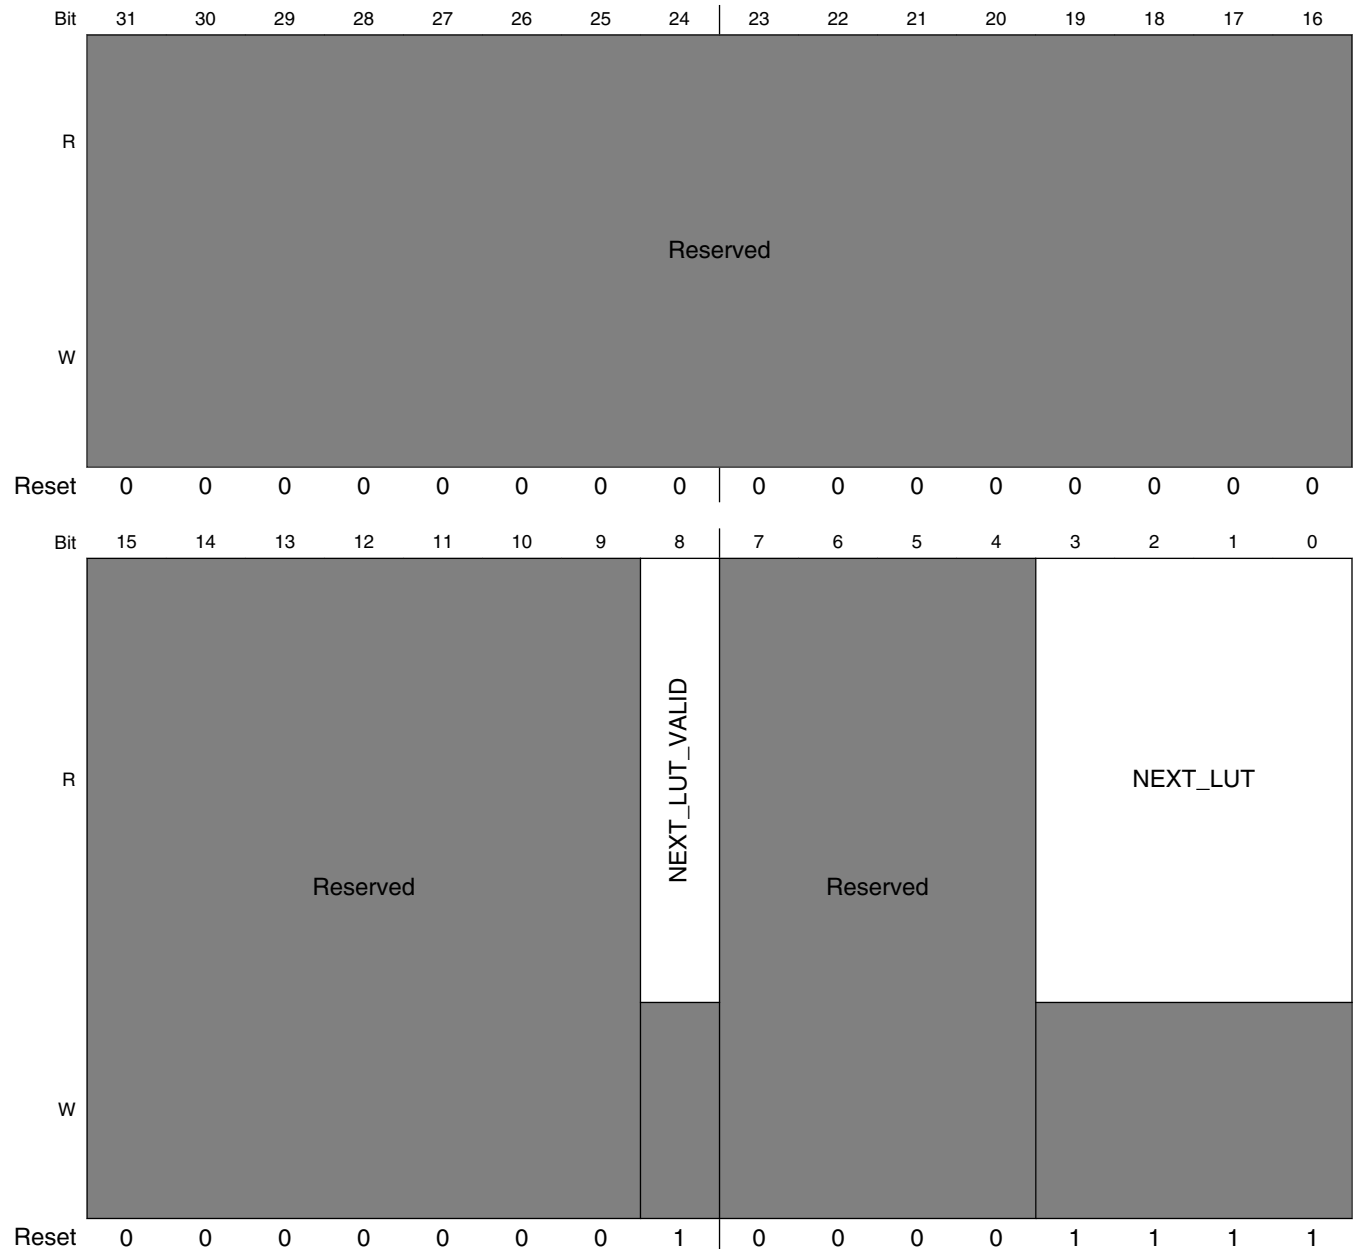 Bit 31 30 29 28 27 26 25 24 23 22 21 20 19 18 17 16
R
Reserved
W
Reset 0 0 0 0 0 0 0 0 0 0 0 0 0 0 0 0
Bit 15 14 13 12 11 10 9 8 7 6 5 4 3 2 1 0
R
NEXT_LUT_VALID
NEXT_LUT
Reserved Reserved
W
Reset 0 0 0 0 0 0 0 1 0 0 0 0 1 1 1 1